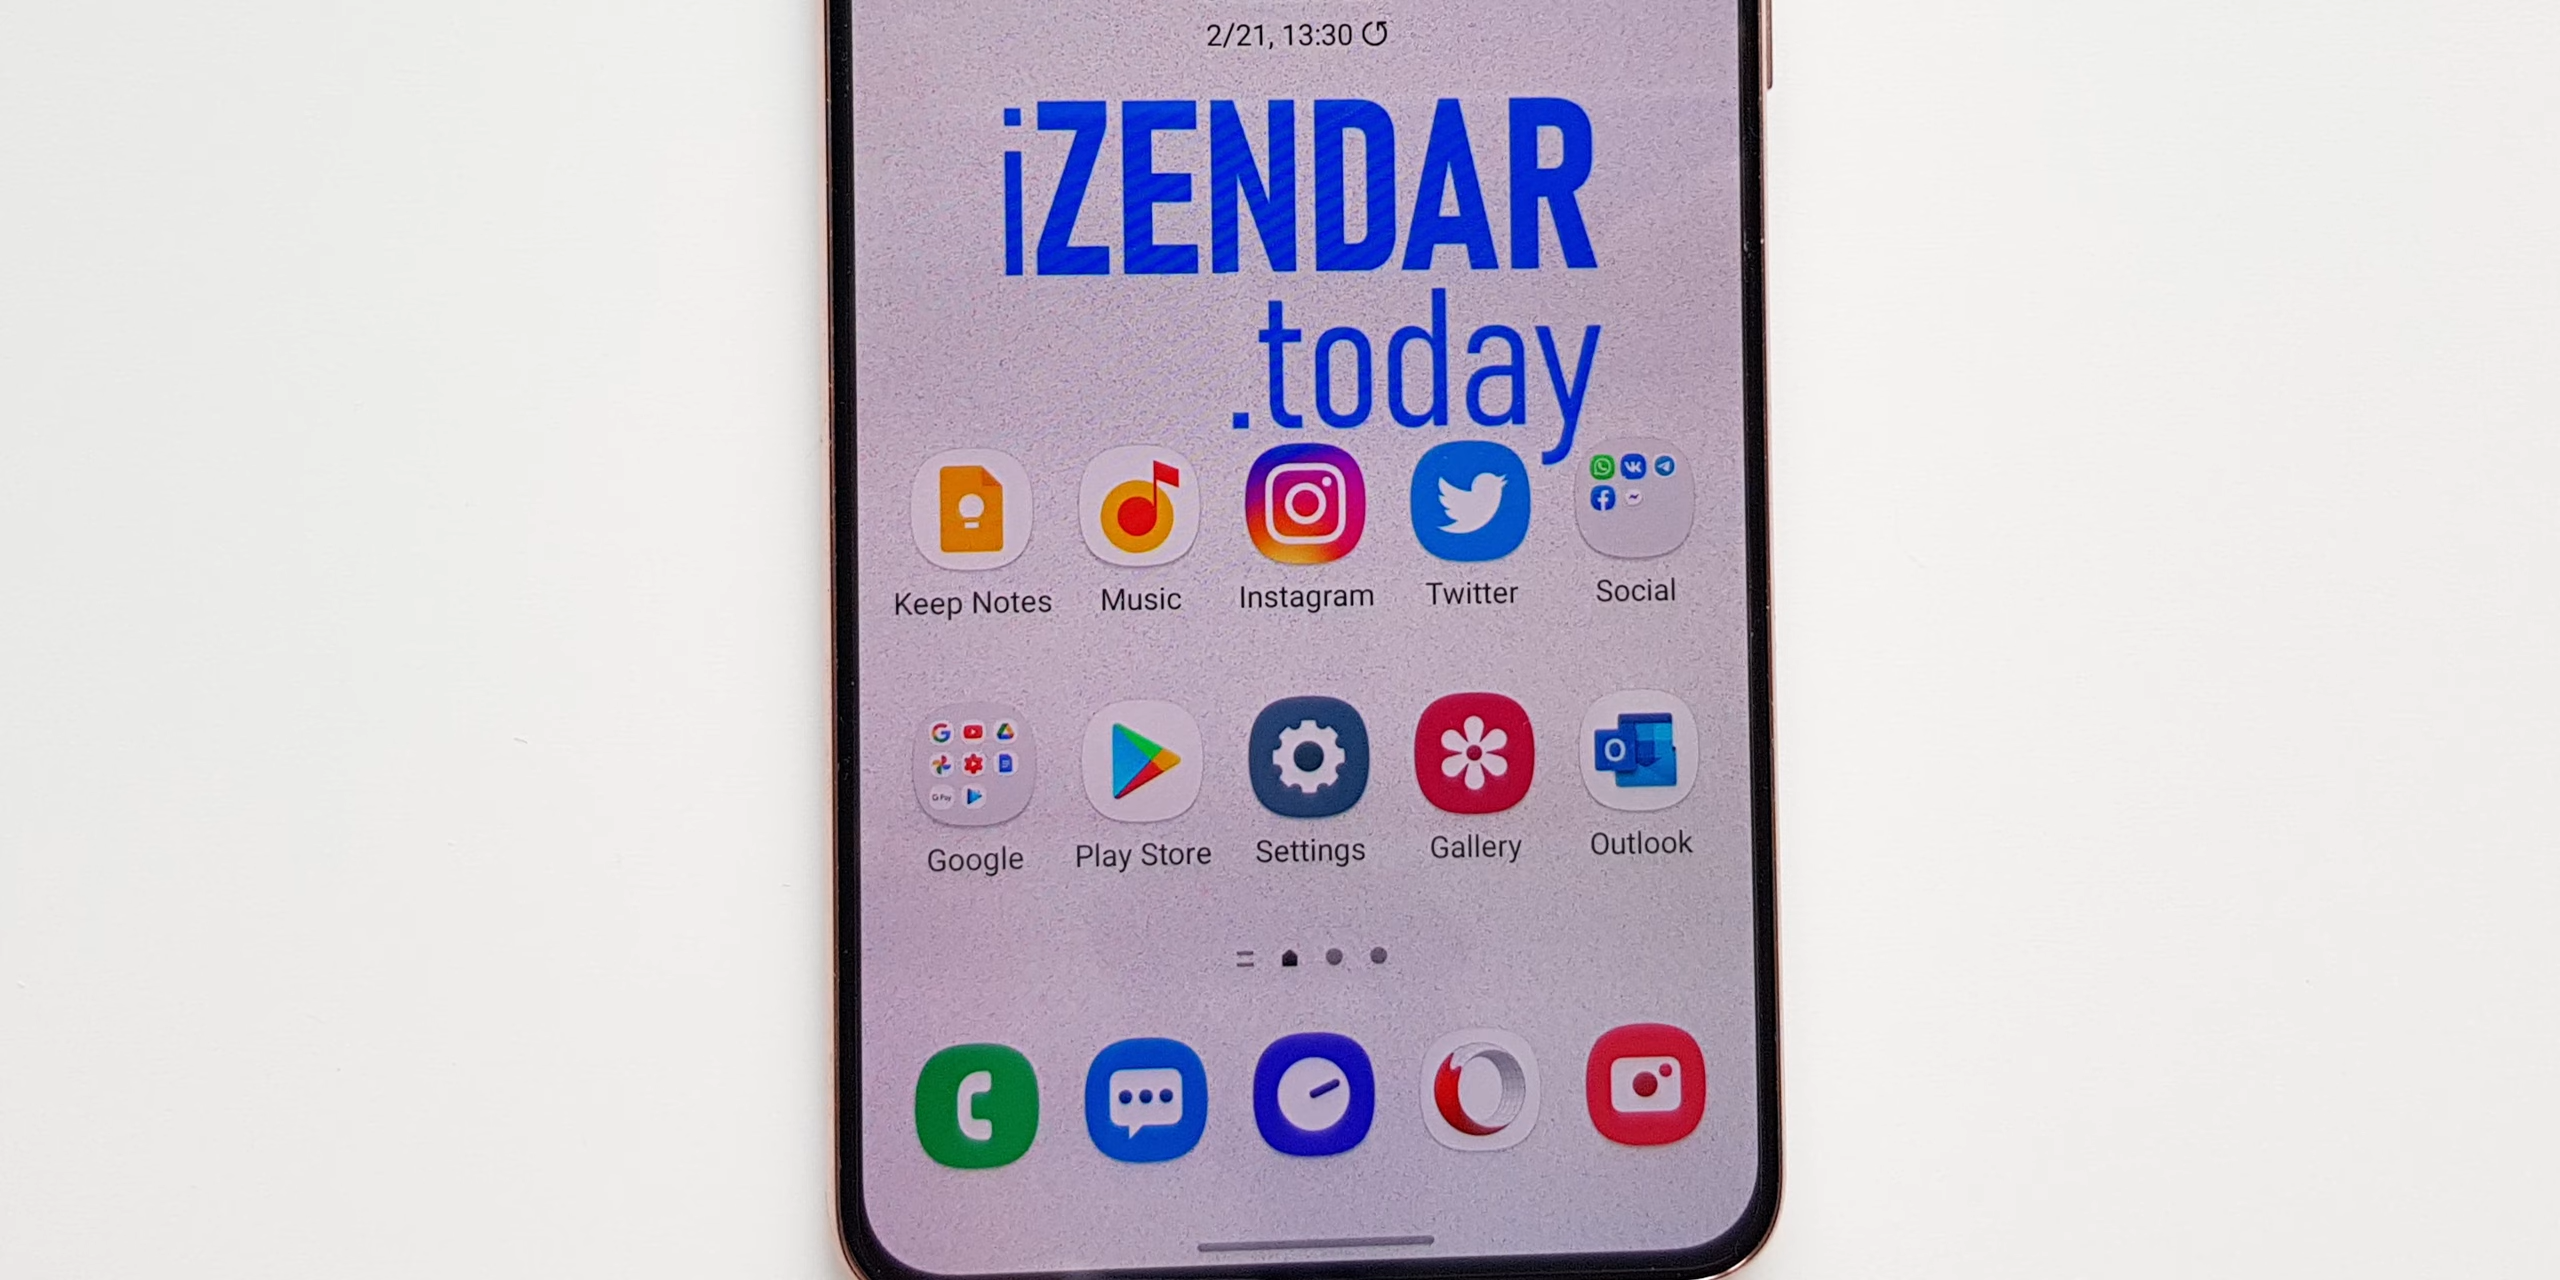 2/21, 13:30
iZENDAR
.today
Keep Notes Music Instagram Twitter Social
Google Play Store Settings Gallery Outlook